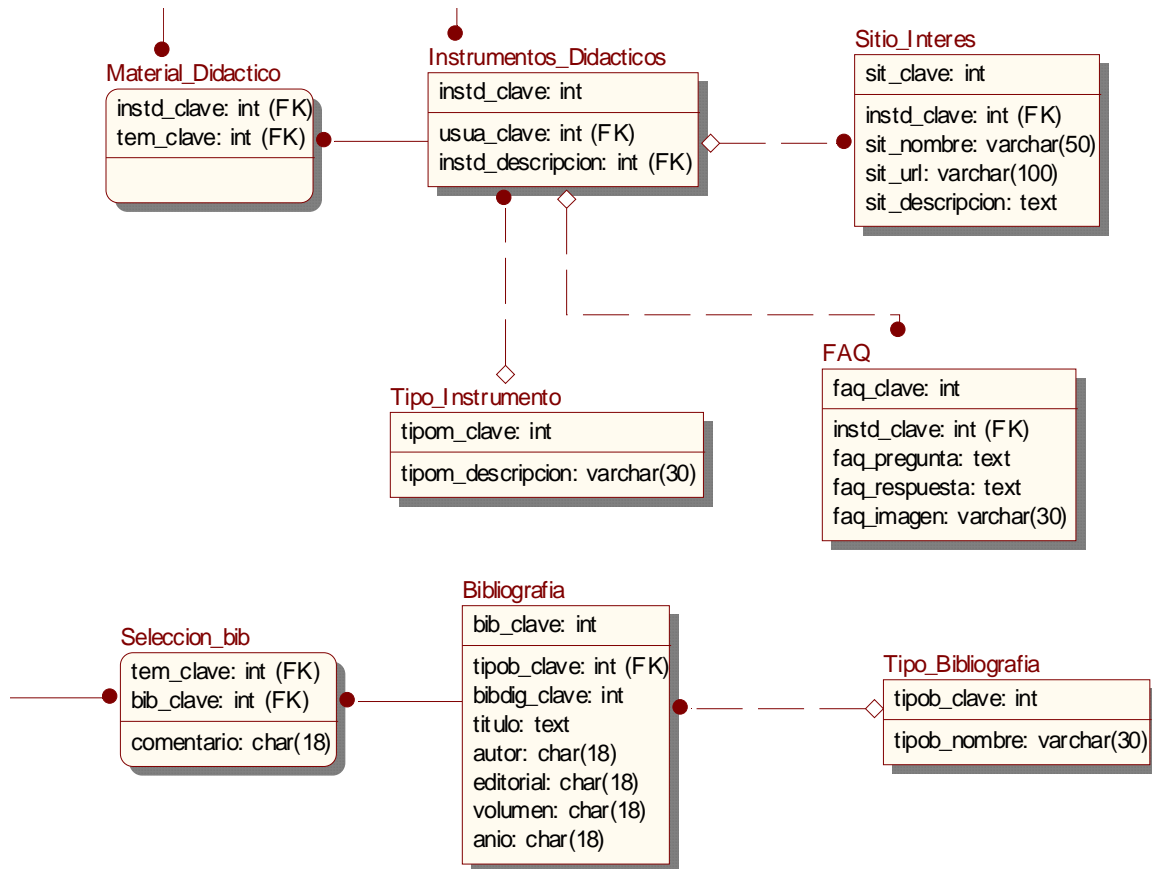 Material_Didactico
instd_clave: int (FK)
tem_clave: int (FK)
Instrumentos_Didacticos
instd_clave: int
usua_clave: int (FK)
instd_descripcion: int (FK)
Sitio_Interes
sit_clave: int
instd_clave: int (FK)
sit_nombre: varchar(50)
sit_url: varchar(100)
sit_descripcion: text
Tipo_Instrumento
tipom_clave: int
tipom_descripcion: varchar(30)
FAQ
faq_clave: int
instd_clave: int (FK)
faq_pregunta: text
faq_respuesta: text
faq_imagen: varchar(30)
Seleccion_bib
tem_clave: int (FK)
bib_clave: int (FK)
comentario: char(18)
Bibliografia
bib_clave: int
tipob_clave: int (FK)
bibdig_clave: int
titulo: text
autor: char(18)
editorial: char(18)
volumen: char(18)
anio: char(18)
Tipo_Bibliografia
tipob_clave: int
tipob_nombre: varchar(30)